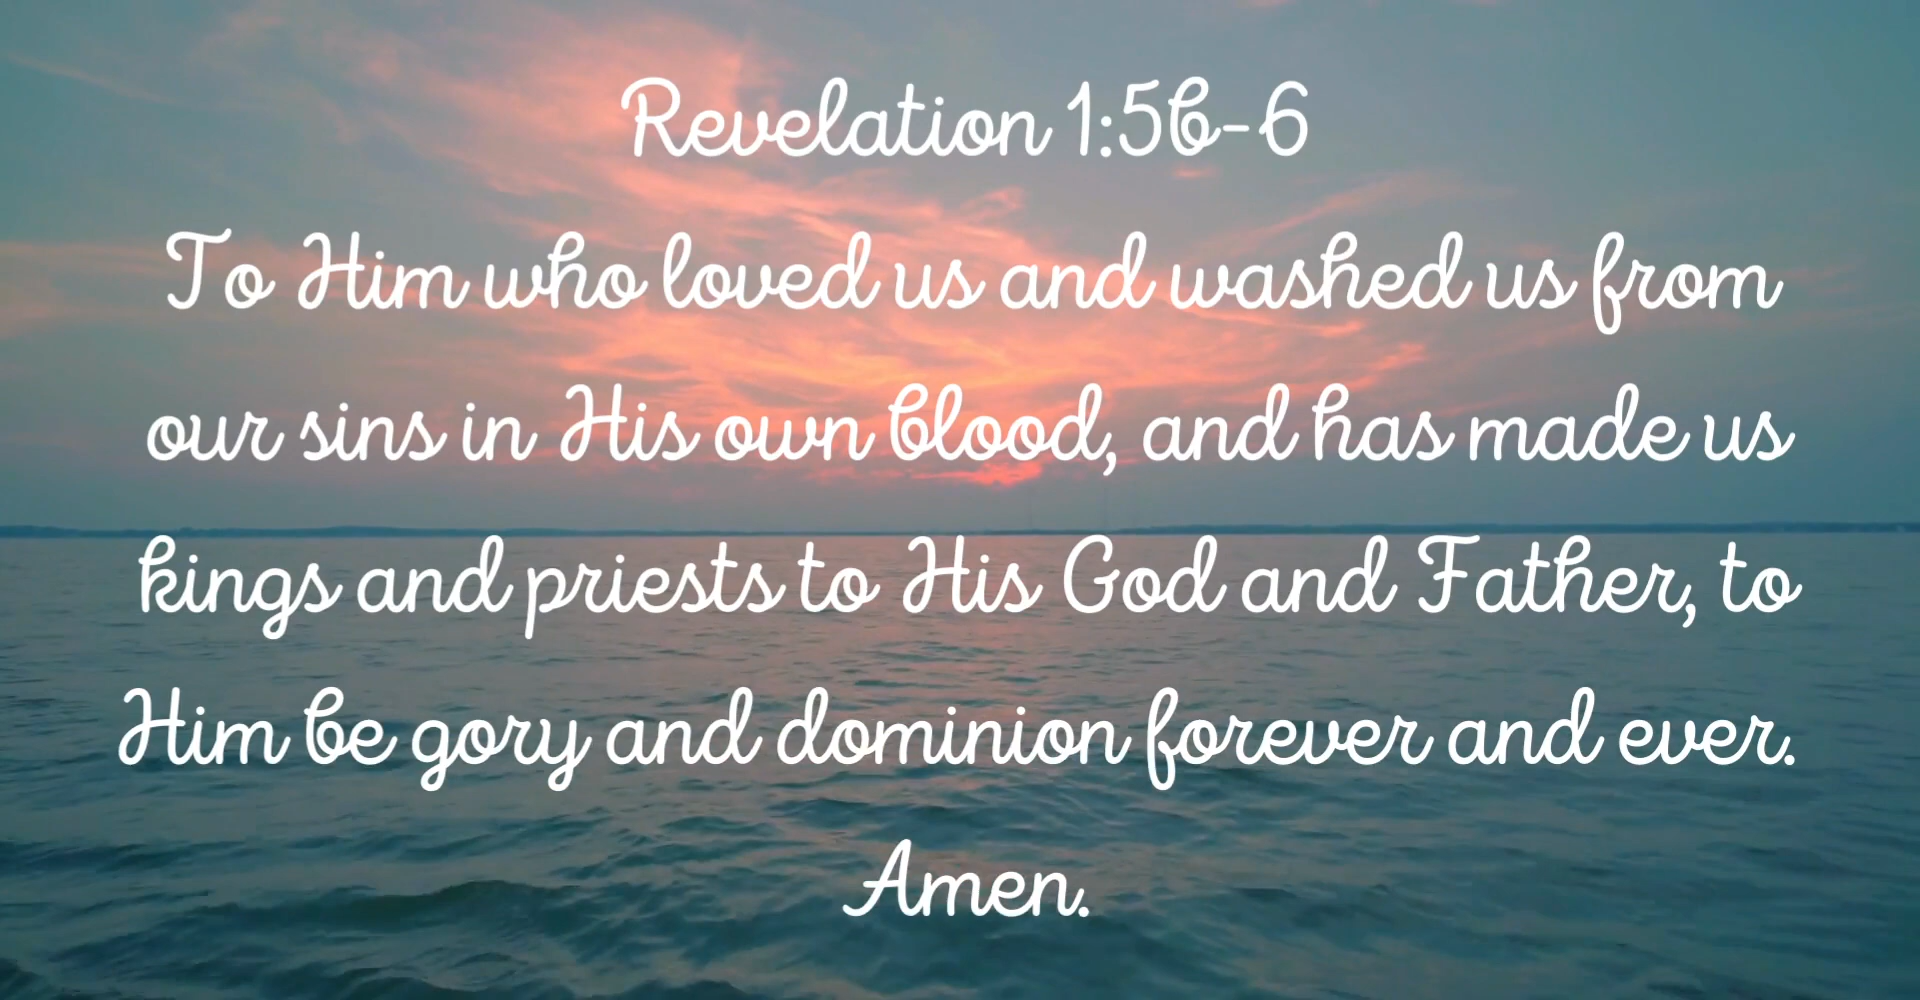 Revelation 1:5b-6
To Him who loved us and washed us from
our sins in His own blood, and has made us
kings and priests to His God and Father, to
Him be gory and dominion forever and ever.
Amen.